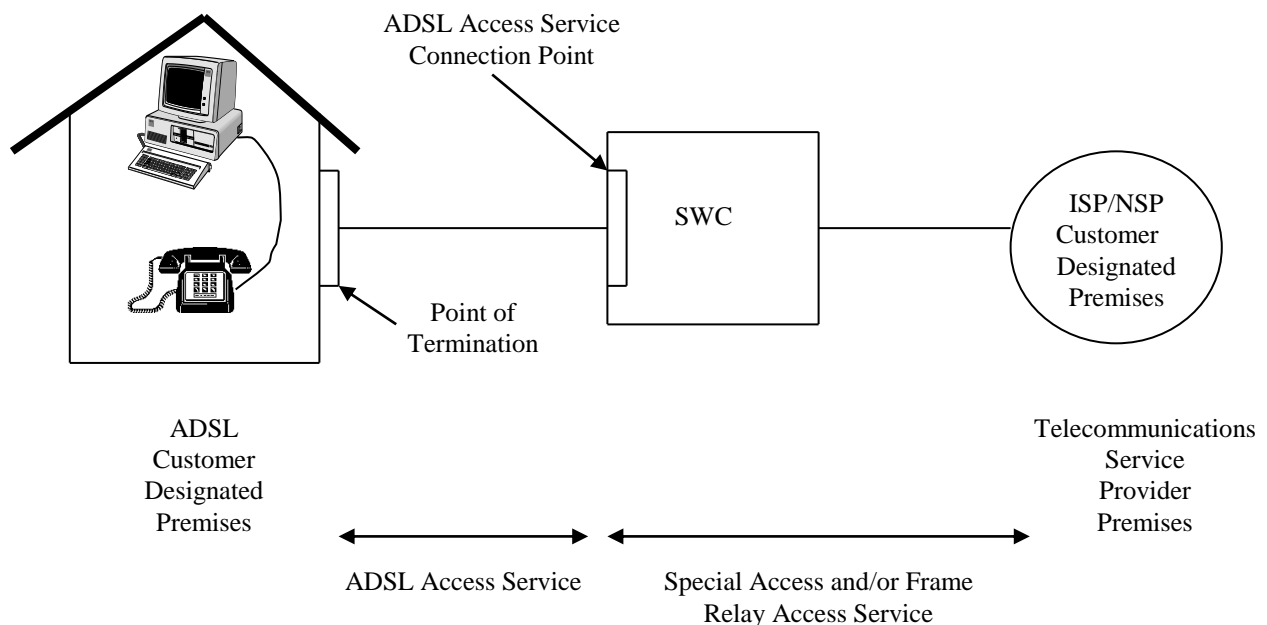 ADSL Access Service
Connection Point
SWC
ISP/NSP
Customer
Designated
Premises
Point of
Termination
ADSL
Customer
Designated
Premises
Telecommunications
Service
Provider
Premises
ADSL Access Service
Special Access and/or Frame
Relay Access Service